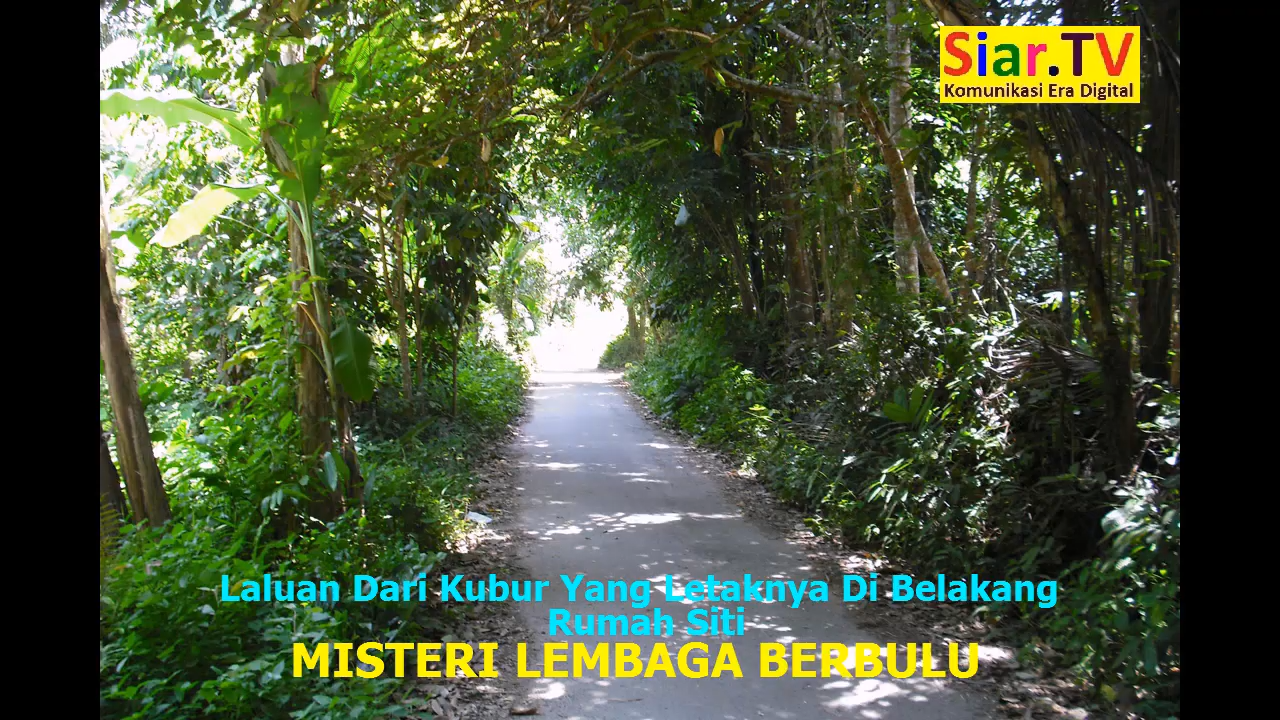 Siar.TV
Komunikasi Era Digital
Laluan Dari Kubur Yang Letaknya Di Belakang
Rumah Siti
MISTERI LEMBAGA BERBULU